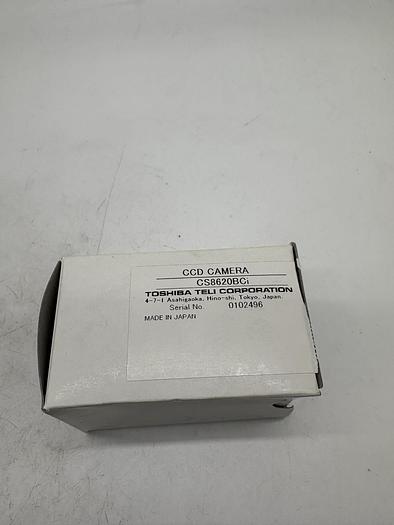 CCD CAMERA
CS8620BCi
TOSHIBA TELI CORPORATION
4-7-1 Asahigaoka, Hino-shi, Tokyo, Japan.
Serial No. 0102496
MADE IN JAPAN